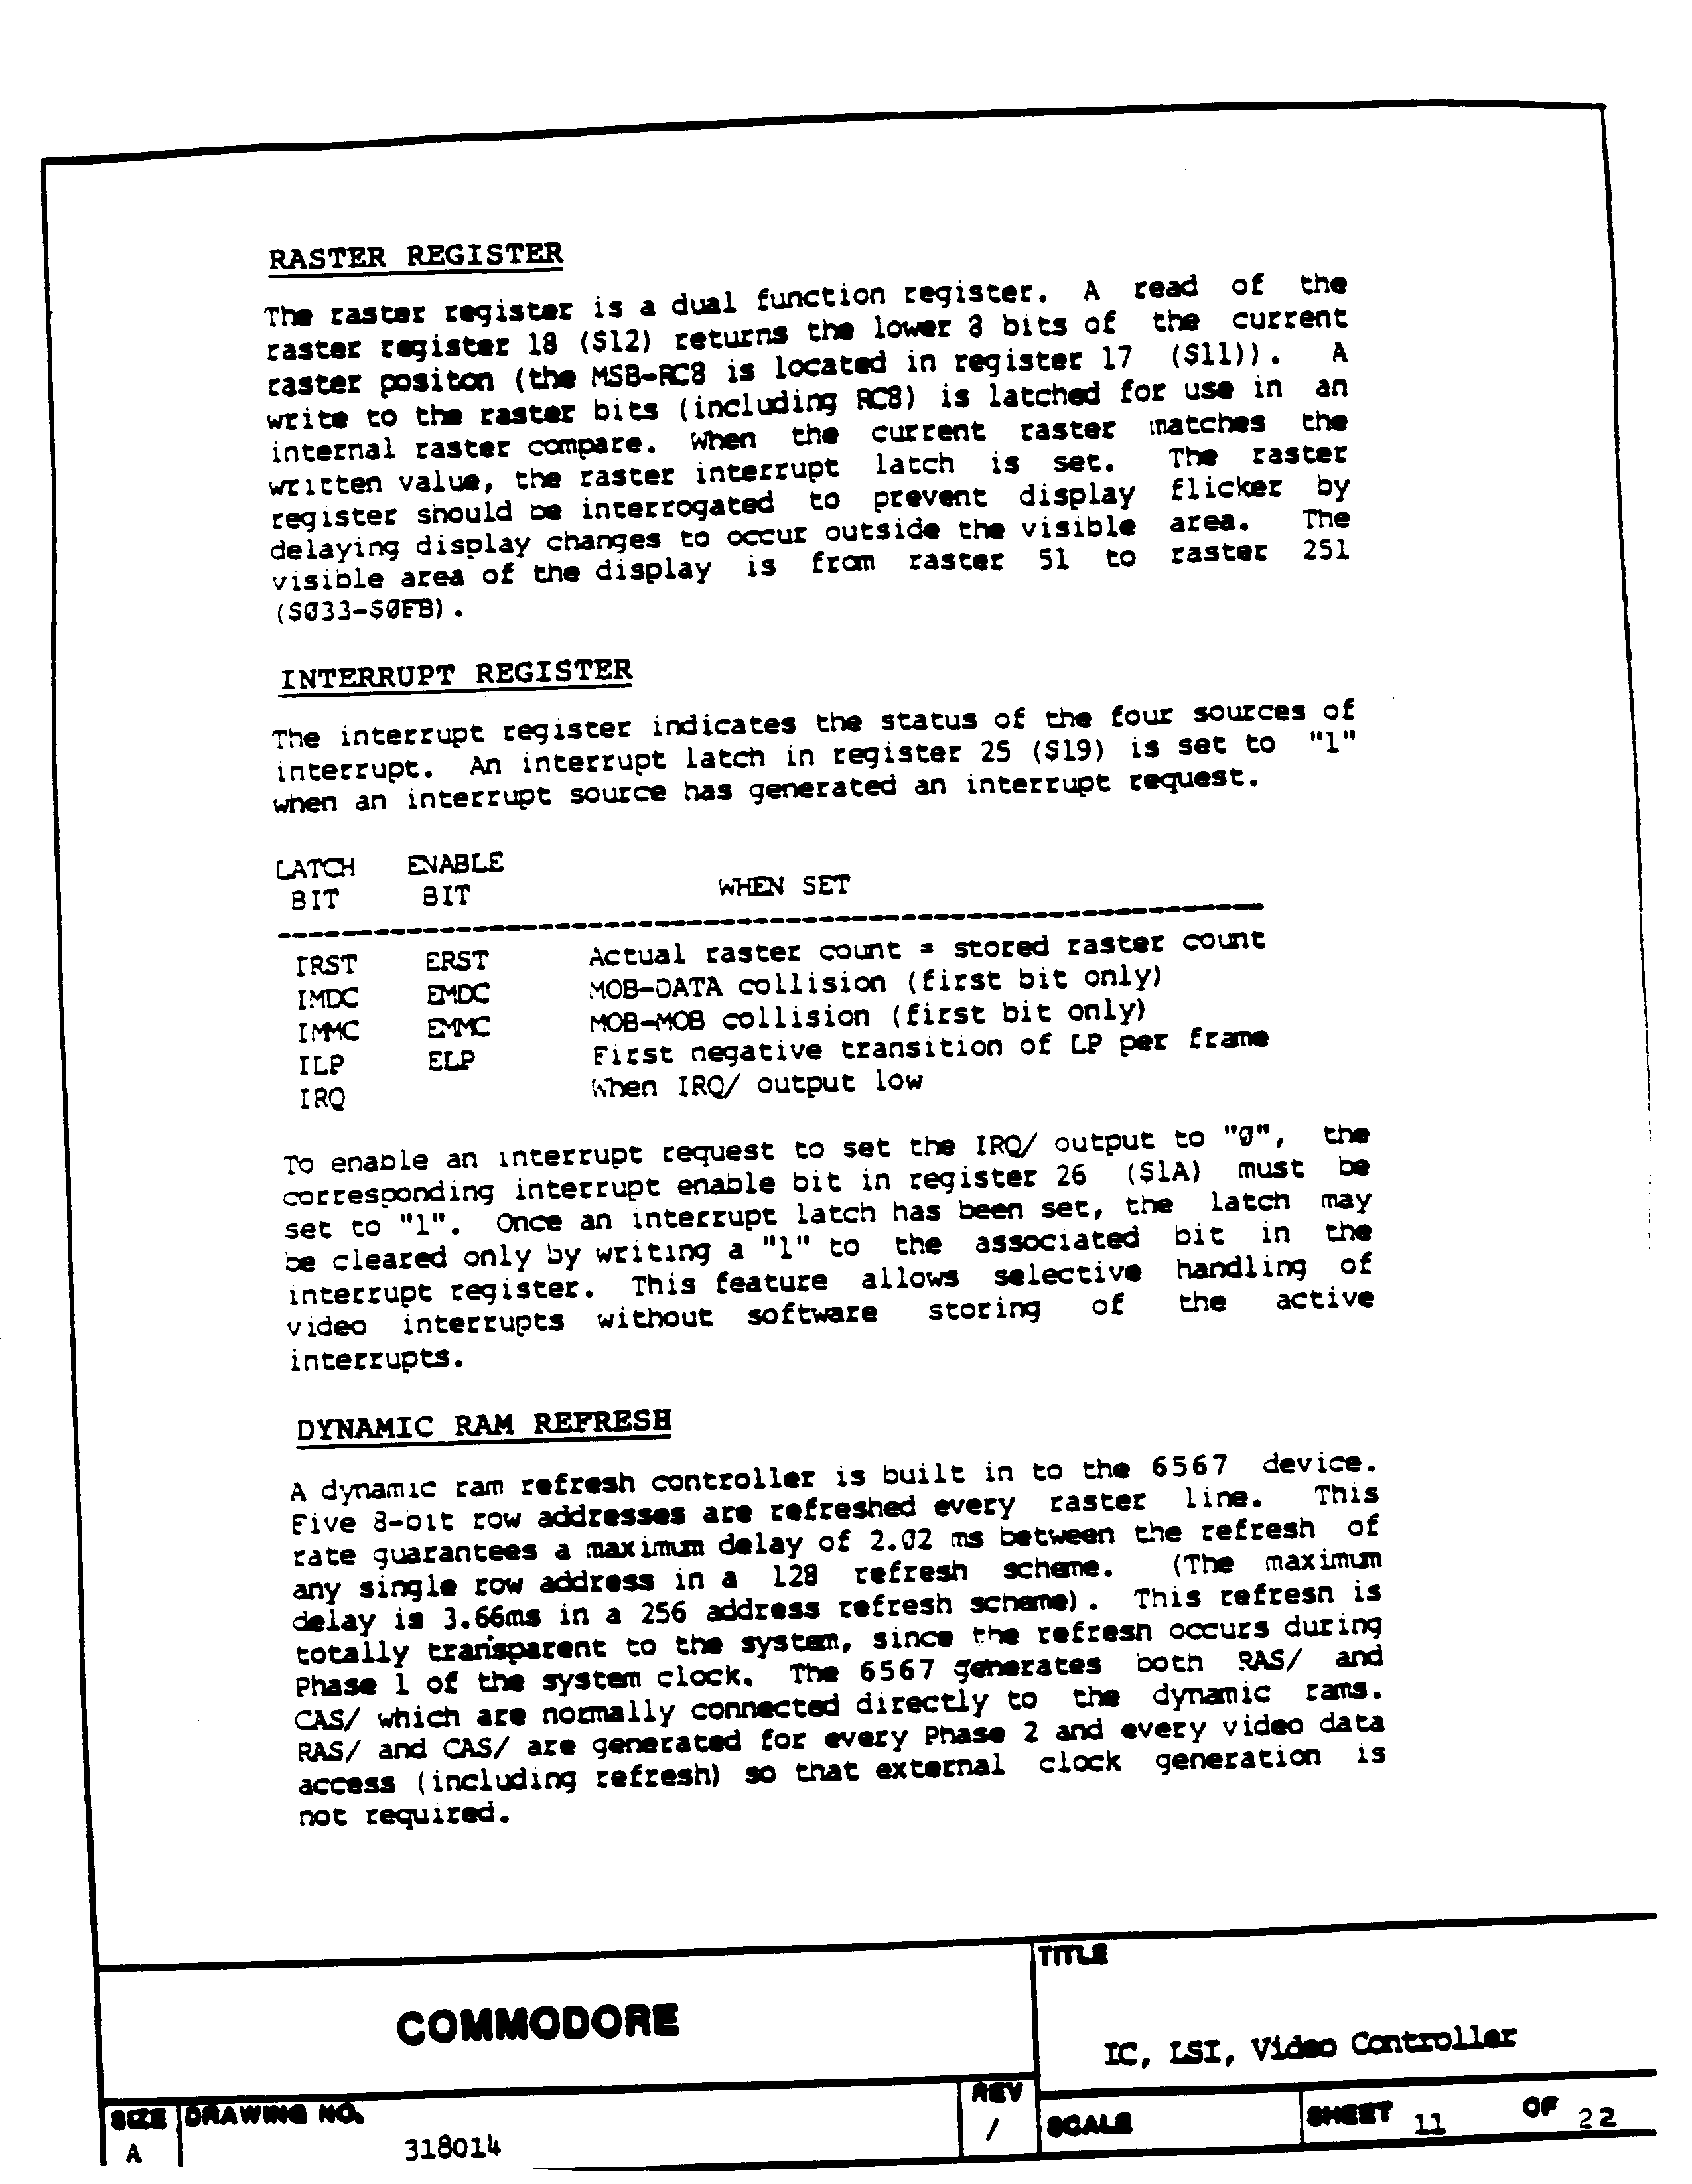 RASTER REGISTER
The raster register is a dual function register. A read of the
raster register 18 ($12) returns the lower 8 bits of the current
raster positon (the MSB-RC8 is located in register 17 ($11)). A
write to the raster bits (including RC8) is latched for use in an
internal raster compare. When the current raster matches the
written value, the raster interrupt latch is set. The raster
register should be interrogated to prevent display flicker by
delaying display changes to occur outside the visible area. The
visible area of the display is from raster 51 to raster 251
($033-$0FB).
INTERRUPT REGISTER
The interrupt register indicates the status of the four sources of
interrupt. An interrupt latch in register 25 ($19) is set to "1"
when an interrupt source has generated an interrupt request.
LATCH ENABLE
BIT BIT WHEN SET
IRST ERST Actual raster count = stored raster count
IMDC EMDC MOB-DATA collision (first bit only)
IMMC EMMC MOB-MOB collision (first bit only)
ILP ELP First negative transition of LP per frame
IRQ When IRQ/ output low
To enable an interrupt request to set the IRQ/ output to "0", the
corresponding interrupt enable bit in register 26 ($1A) must be
set to "1". Once an interrupt latch has been set, the latch may
be cleared only by writing a "1" to the associated bit in the
interrupt register. This feature allows selective handling of
video interrupts without software storing of the active
interrupts.
DYNAMIC RAM REFRESH
A dynamic ram refresh controller is built in to the 6567 device.
Five 8-bit row addresses are refreshed every raster line. This
rate guarantees a maximum delay of 2.02 ms between the refresh of
any single row address in a 128 refresh scheme. (The maximum
delay is 3.66ms in a 256 address refresh scheme). This refresh is
totally transparent to the system, since the refresh occurs during
Phase 1 of the system clock. The 6567 generates both RAS/ and
CAS/ which are normally connected directly to the dynamic rams.
RAS/ and CAS/ are generated for every Phase 2 and every video data
access (including refresh) so that external clock generation is
not required.
COMMODORE
TITLE
IC, LSI, Video Controller
SIZE
A
DRAWING NO.
318014
REV
/
SCALE
SHEET 11 OF 22